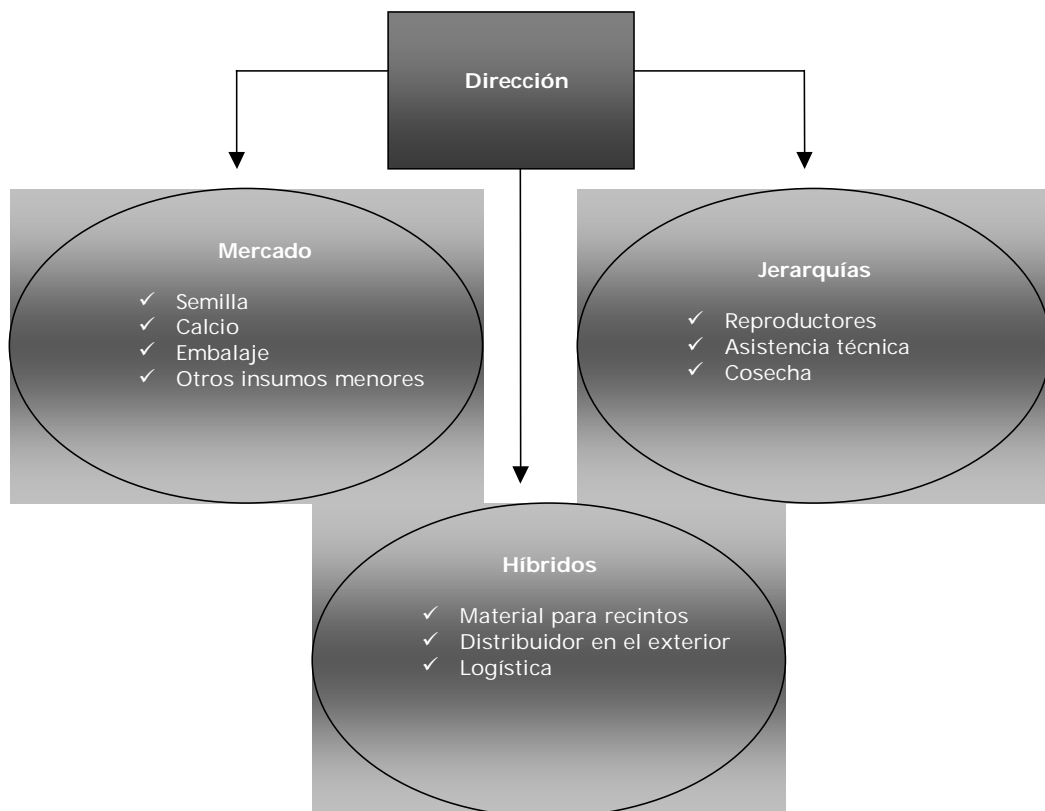 Dirección
Mercado
✓ Semilla
✓ Calcio
✓ Embalaje
✓ Otros insumos menores
Jerarquías
✓ Reproductores
✓ Asistencia técnica
✓ Cosecha
Híbridos
✓ Material para recintos
✓ Distribuidor en el exterior
✓ Logística